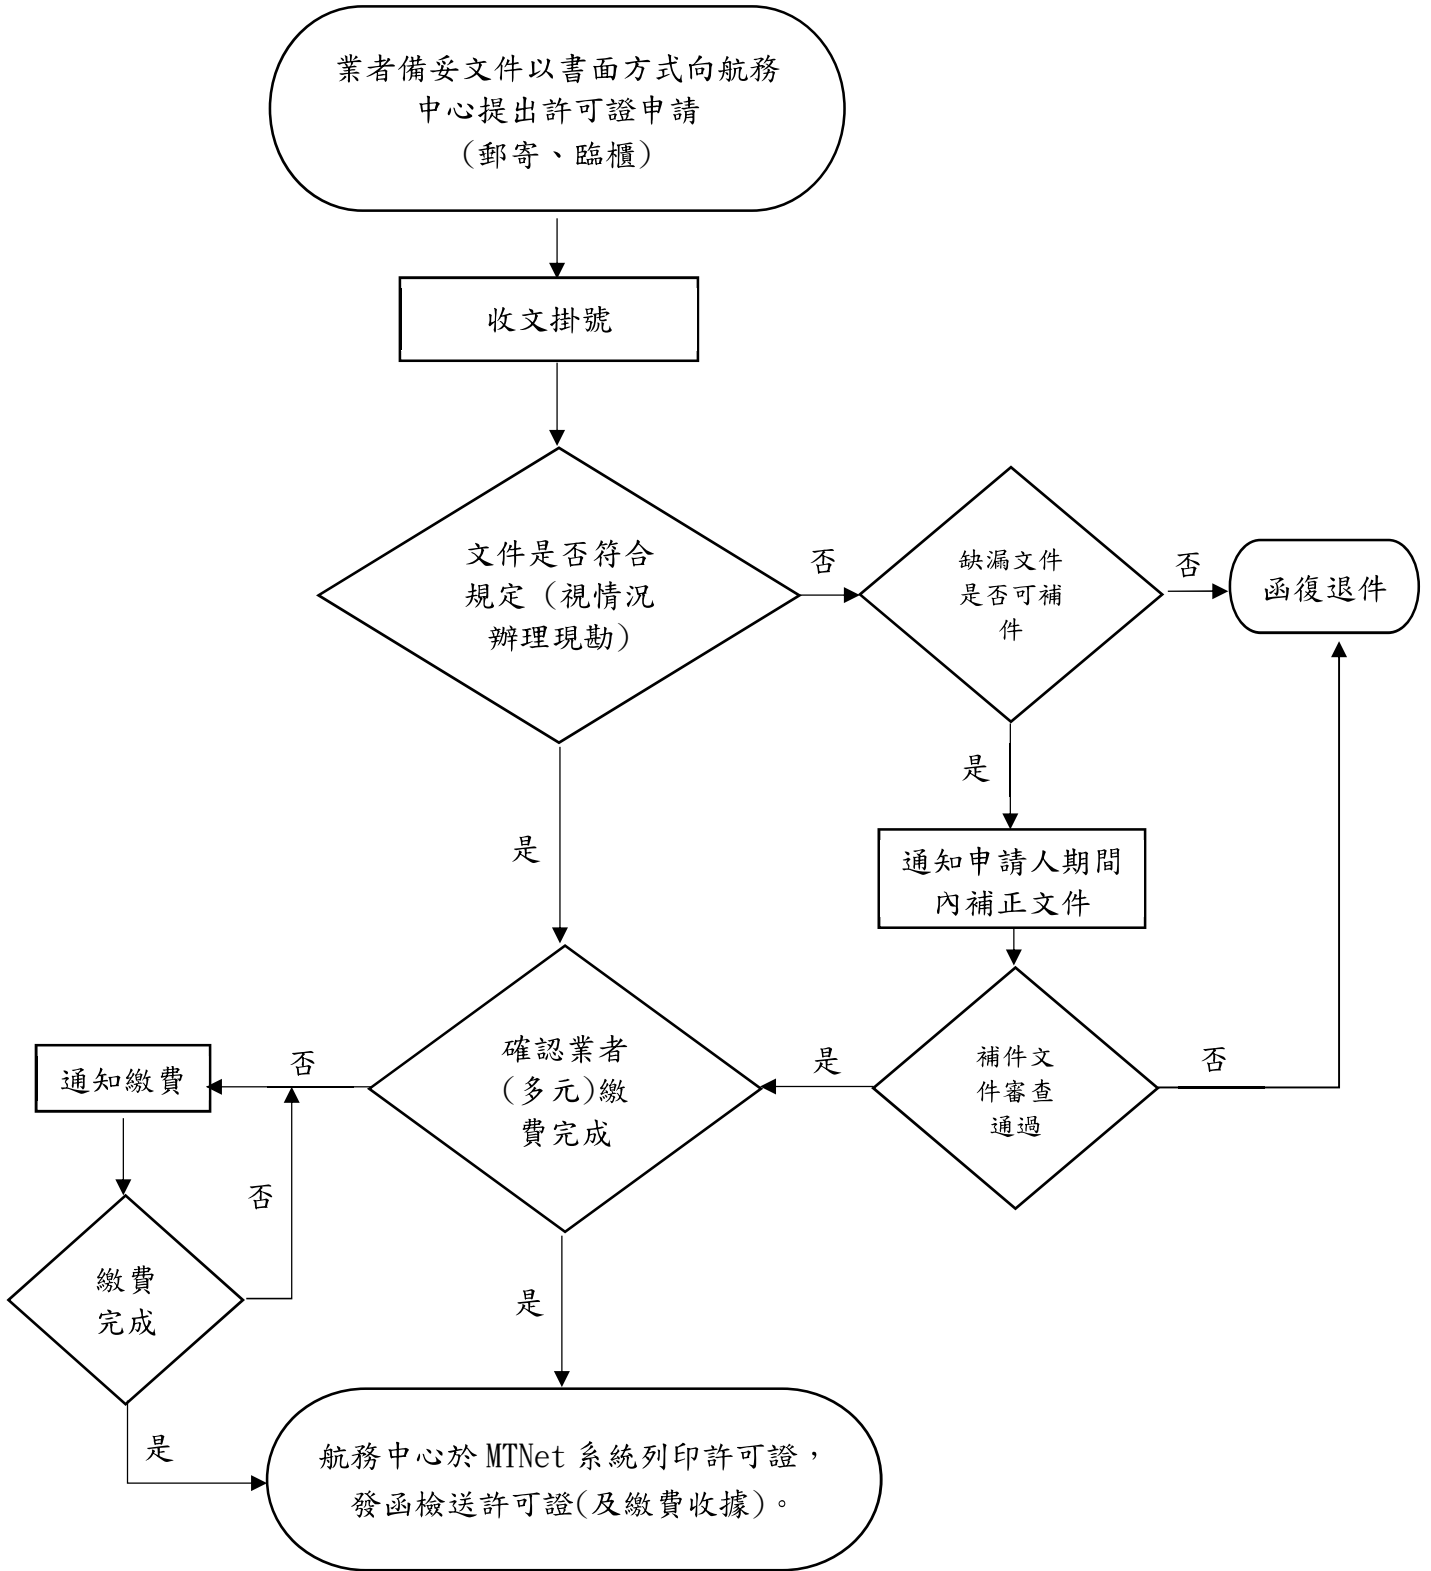 業者備妥文件以書面方式向航務
中心提出許可證申請
（郵寄、臨櫃）
收文掛號
文件是否符合
規定（視情況
辦理現勘）
否
缺漏文件
是否可補
件
否
函復退件
是
是
通知申請人期間
內補正文件
確認業者
(多元)繳
費完成
是
補件文
件審查
通過
否
否
通知繳費
否
繳費
完成
是
是
航務中心於 MTNet 系統列印許可證，
發函檢送許可證(及繳費收據)。